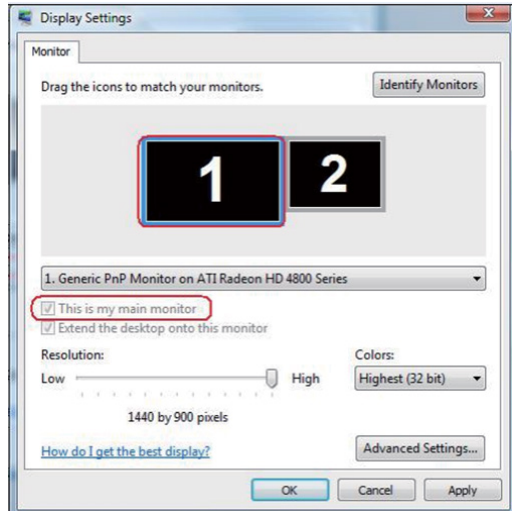 Display Settings
Monitor
Drag the icons to match your monitors.
Identify Monitors
1
2
1. Generic PnP Monitor on ATI Radeon HD 4800 Series
This is my main monitor
Extend the desktop onto this monitor
Resolution:
Colors:
Low
High
Highest (32 bit)
1440 by 900 pixels
How do I get the best display?
Advanced Settings...
OK
Cancel
Apply